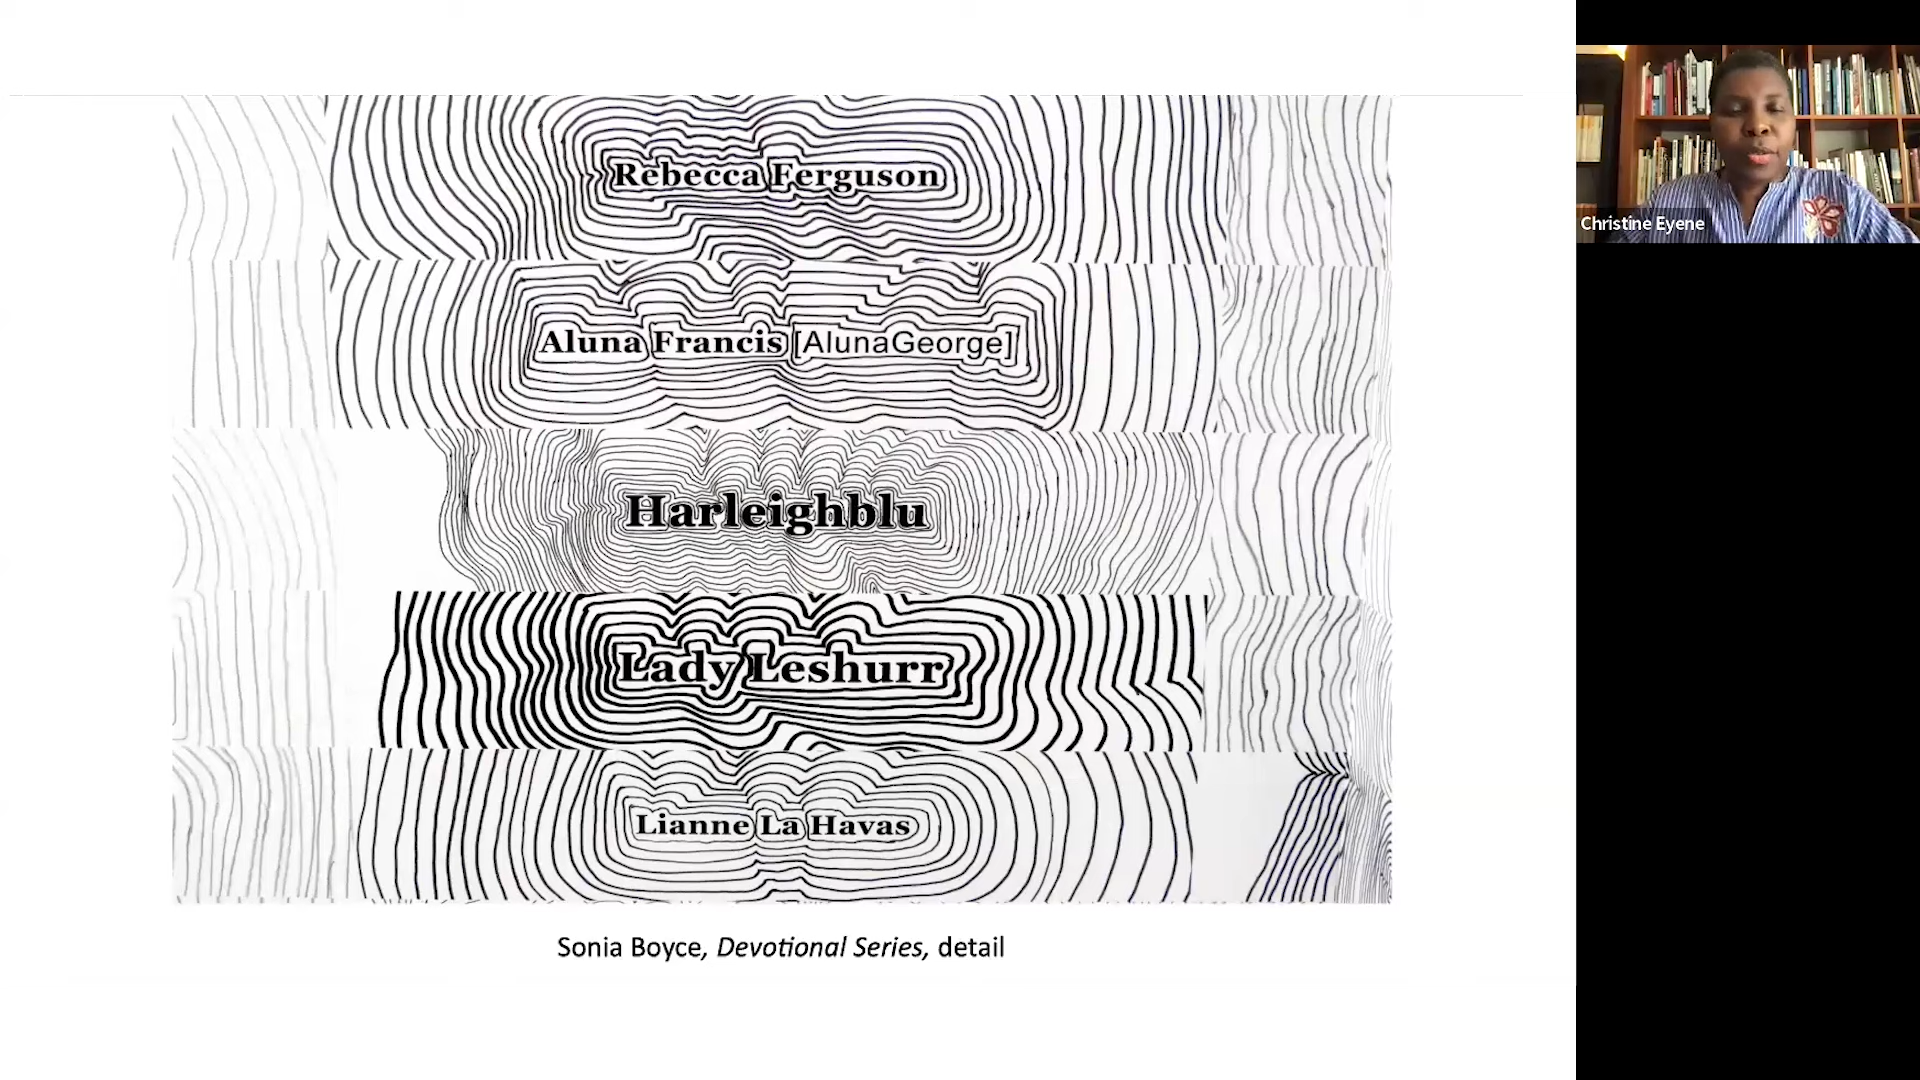 Rebecca Ferguson
Aluna Francis [AlunaGeorge]
Harleighblu
Lady Leshurr
Lianne La Havas
Sonia Boyce, Devotional Series, detail
Christine Eyene